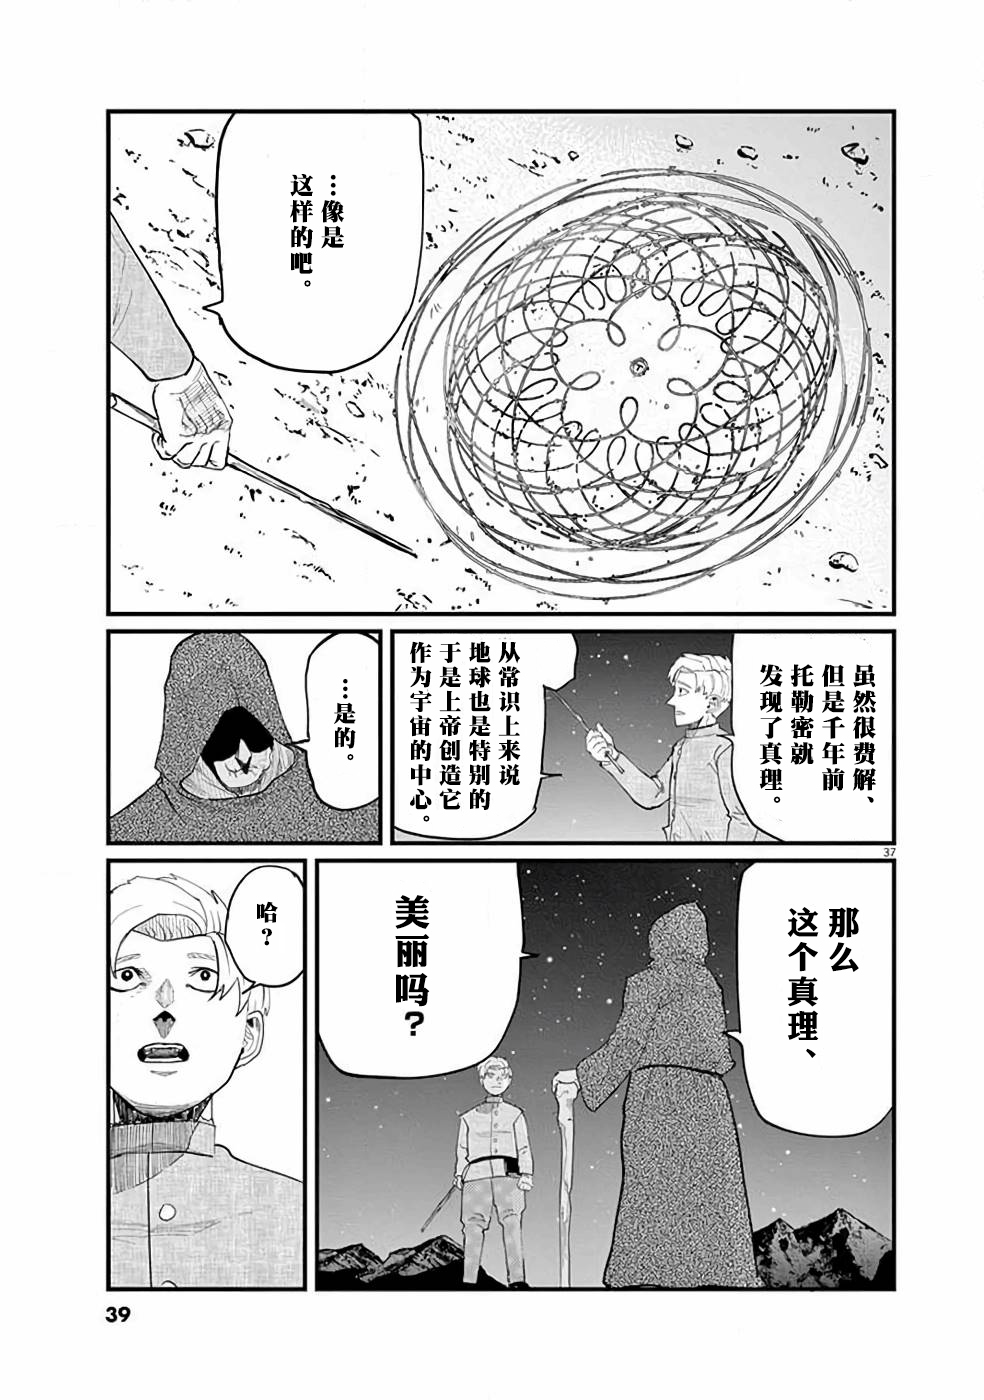 …像是
这样的吧。
虽然很费解、
但是千年前
托勒密就
发现了真理。
从常识上来说
地球也是特别的
于是上帝创造它
作为宇宙的中心。
…是的。
37
那么
这个真理、
美丽吗？
哈？
39